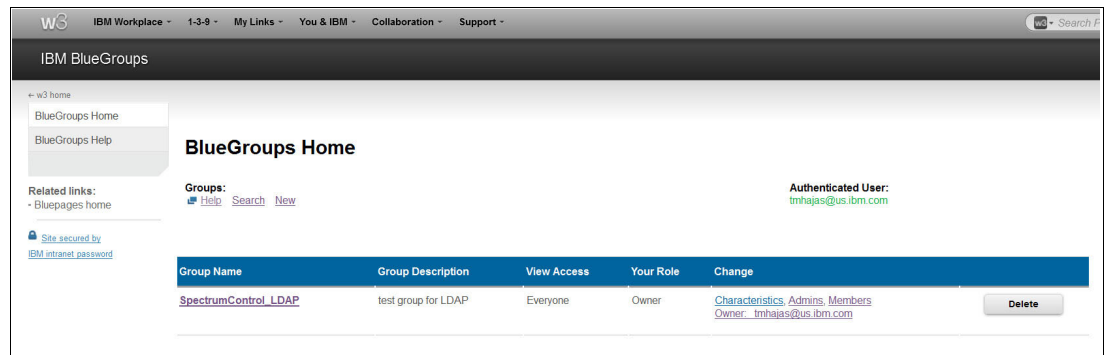 w3 IBM Workplace 1-3-9 My Links You & IBM Collaboration Support w3 Search
IBM BlueGroups
← w3 home
BlueGroups Home
BlueGroups Help
BlueGroups Home
Related links:
Bluepages home
Site secured by
IBM intranet password
Groups:
Help Search New
Authenticated User:
tmhajas@us.ibm.com
Group Name Group Description View Access Your Role Change
SpectrumControl_LDAP test group for LDAP Everyone Owner Characteristics, Admins, Members Delete
Owner: tmhajas@us.ibm.com